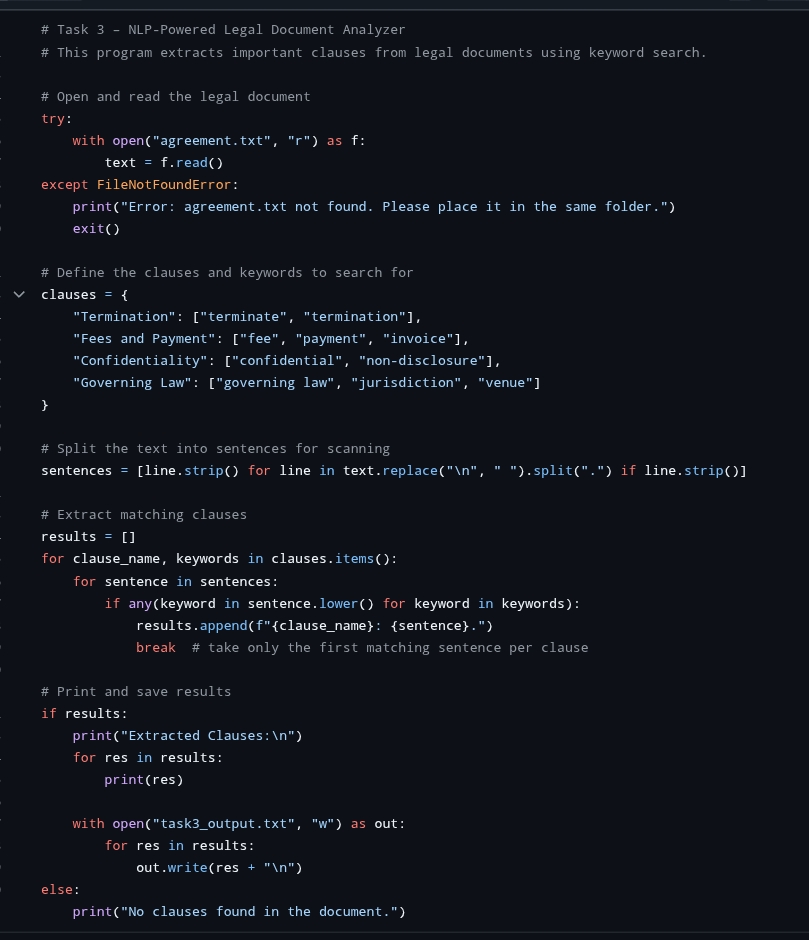 # Task 3 – NLP-Powered Legal Document Analyzer
# This program extracts important clauses from legal documents using keyword search.

# Open and read the legal document
try:
    with open("agreement.txt", "r") as f:
        text = f.read()
except FileNotFoundError:
    print("Error: agreement.txt not found. Please place it in the same folder.")
    exit()

# Define the clauses and keywords to search for
clauses = {
    "Termination": ["terminate", "termination"],
    "Fees and Payment": ["fee", "payment", "invoice"],
    "Confidentiality": ["confidential", "non-disclosure"],
    "Governing Law": ["governing law", "jurisdiction", "venue"]
}

# Split the text into sentences for scanning
sentences = [line.strip() for line in text.replace("\n", " ").split(".") if line.strip()]

# Extract matching clauses
results = []
for clause_name, keywords in clauses.items():
    for sentence in sentences:
        if any(keyword in sentence.lower() for keyword in keywords):
            results.append(f"{clause_name}: {sentence}.")
            break  # take only the first matching sentence per clause

# Print and save results
if results:
    print("Extracted Clauses:\n")
    for res in results:
        print(res)

    with open("task3_output.txt", "w") as out:
        for res in results:
            out.write(res + "\n")
else:
    print("No clauses found in the document.")